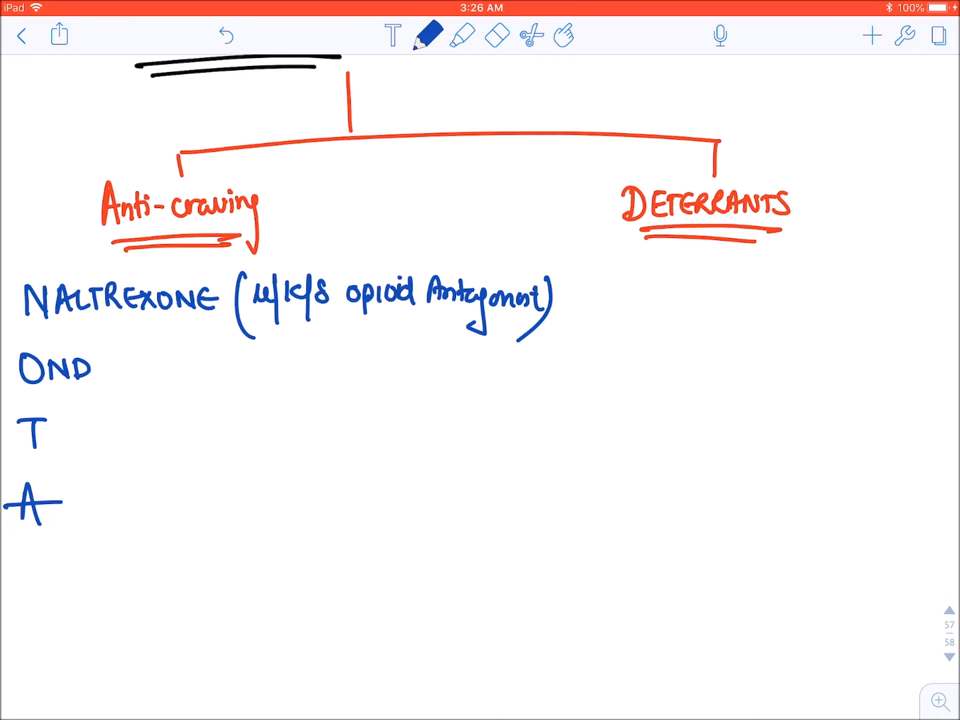 iPad 3:26 AM 100%
T
Anti-craving DETERRANTS
NALTREXONE (μ/K/δ opioid Antagonist)
OND
T
A
57
58